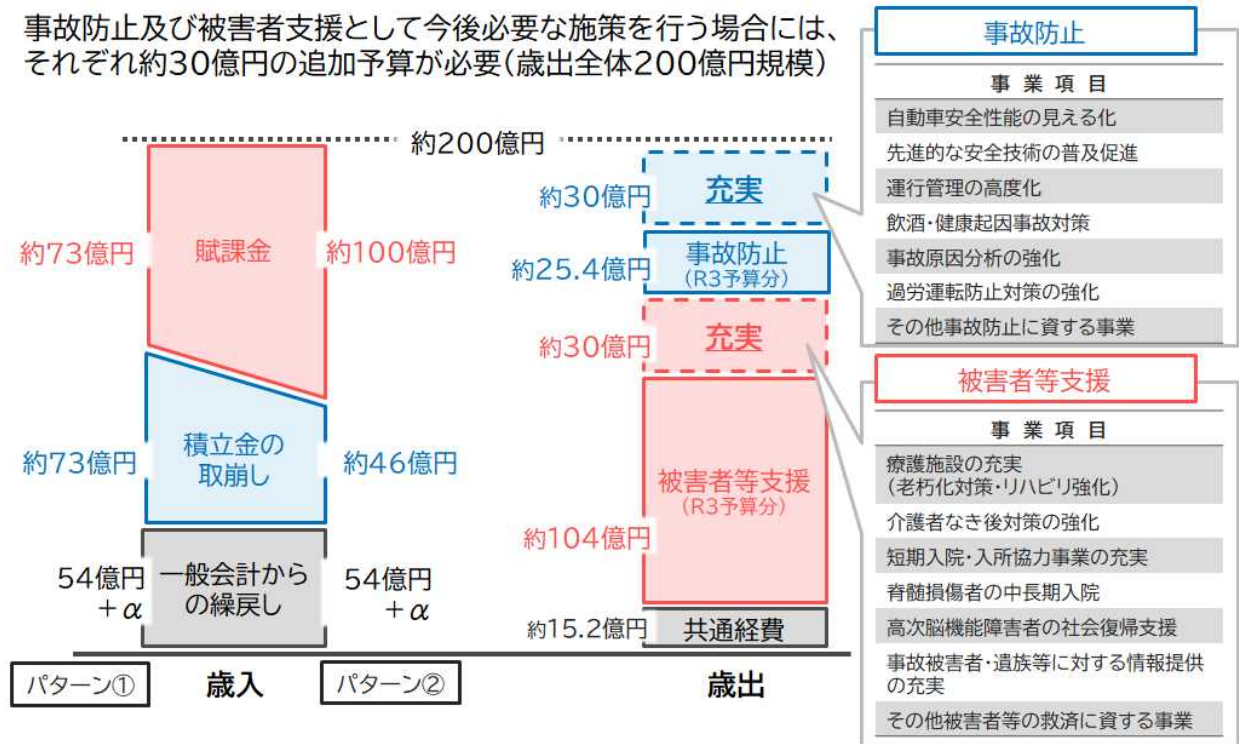 事故防止及び被害者支援として今後必要な施策を行う場合には、
それぞれ約30億円の追加予算が必要(歳出全体200億円規模)
約200億円
約73億円
賦課金
約100億円
約73億円
積立金の
取崩し
約46億円
54億円
+α
一般会計から
の繰戻し
54億円
+α
パターン①
歳入
パターン②
約30億円
充実
約25.4億円
事故防止
(R3予算分)
約30億円
充実
約104億円
被害者等支援
(R3予算分)
約15.2億円
共通経費
歳出
事故防止
事業項目
自動車安全性能の見える化
先進的な安全技術の普及促進
運行管理の高度化
飲酒・健康起因事故対策
事故原因分析の強化
過労運転防止対策の強化
その他事故防止に資する事業
被害者等支援
事業項目
療護施設の充実
(老朽化対策・リハビリ強化)
介護者なき後対策の強化
短期入院・入所協力事業の充実
脊髄損傷者の中長期入院
高次脳機能障害者の社会復帰支援
事故被害者・遺族等に対する情報提供
の充実
その他被害者等の救済に資する事業